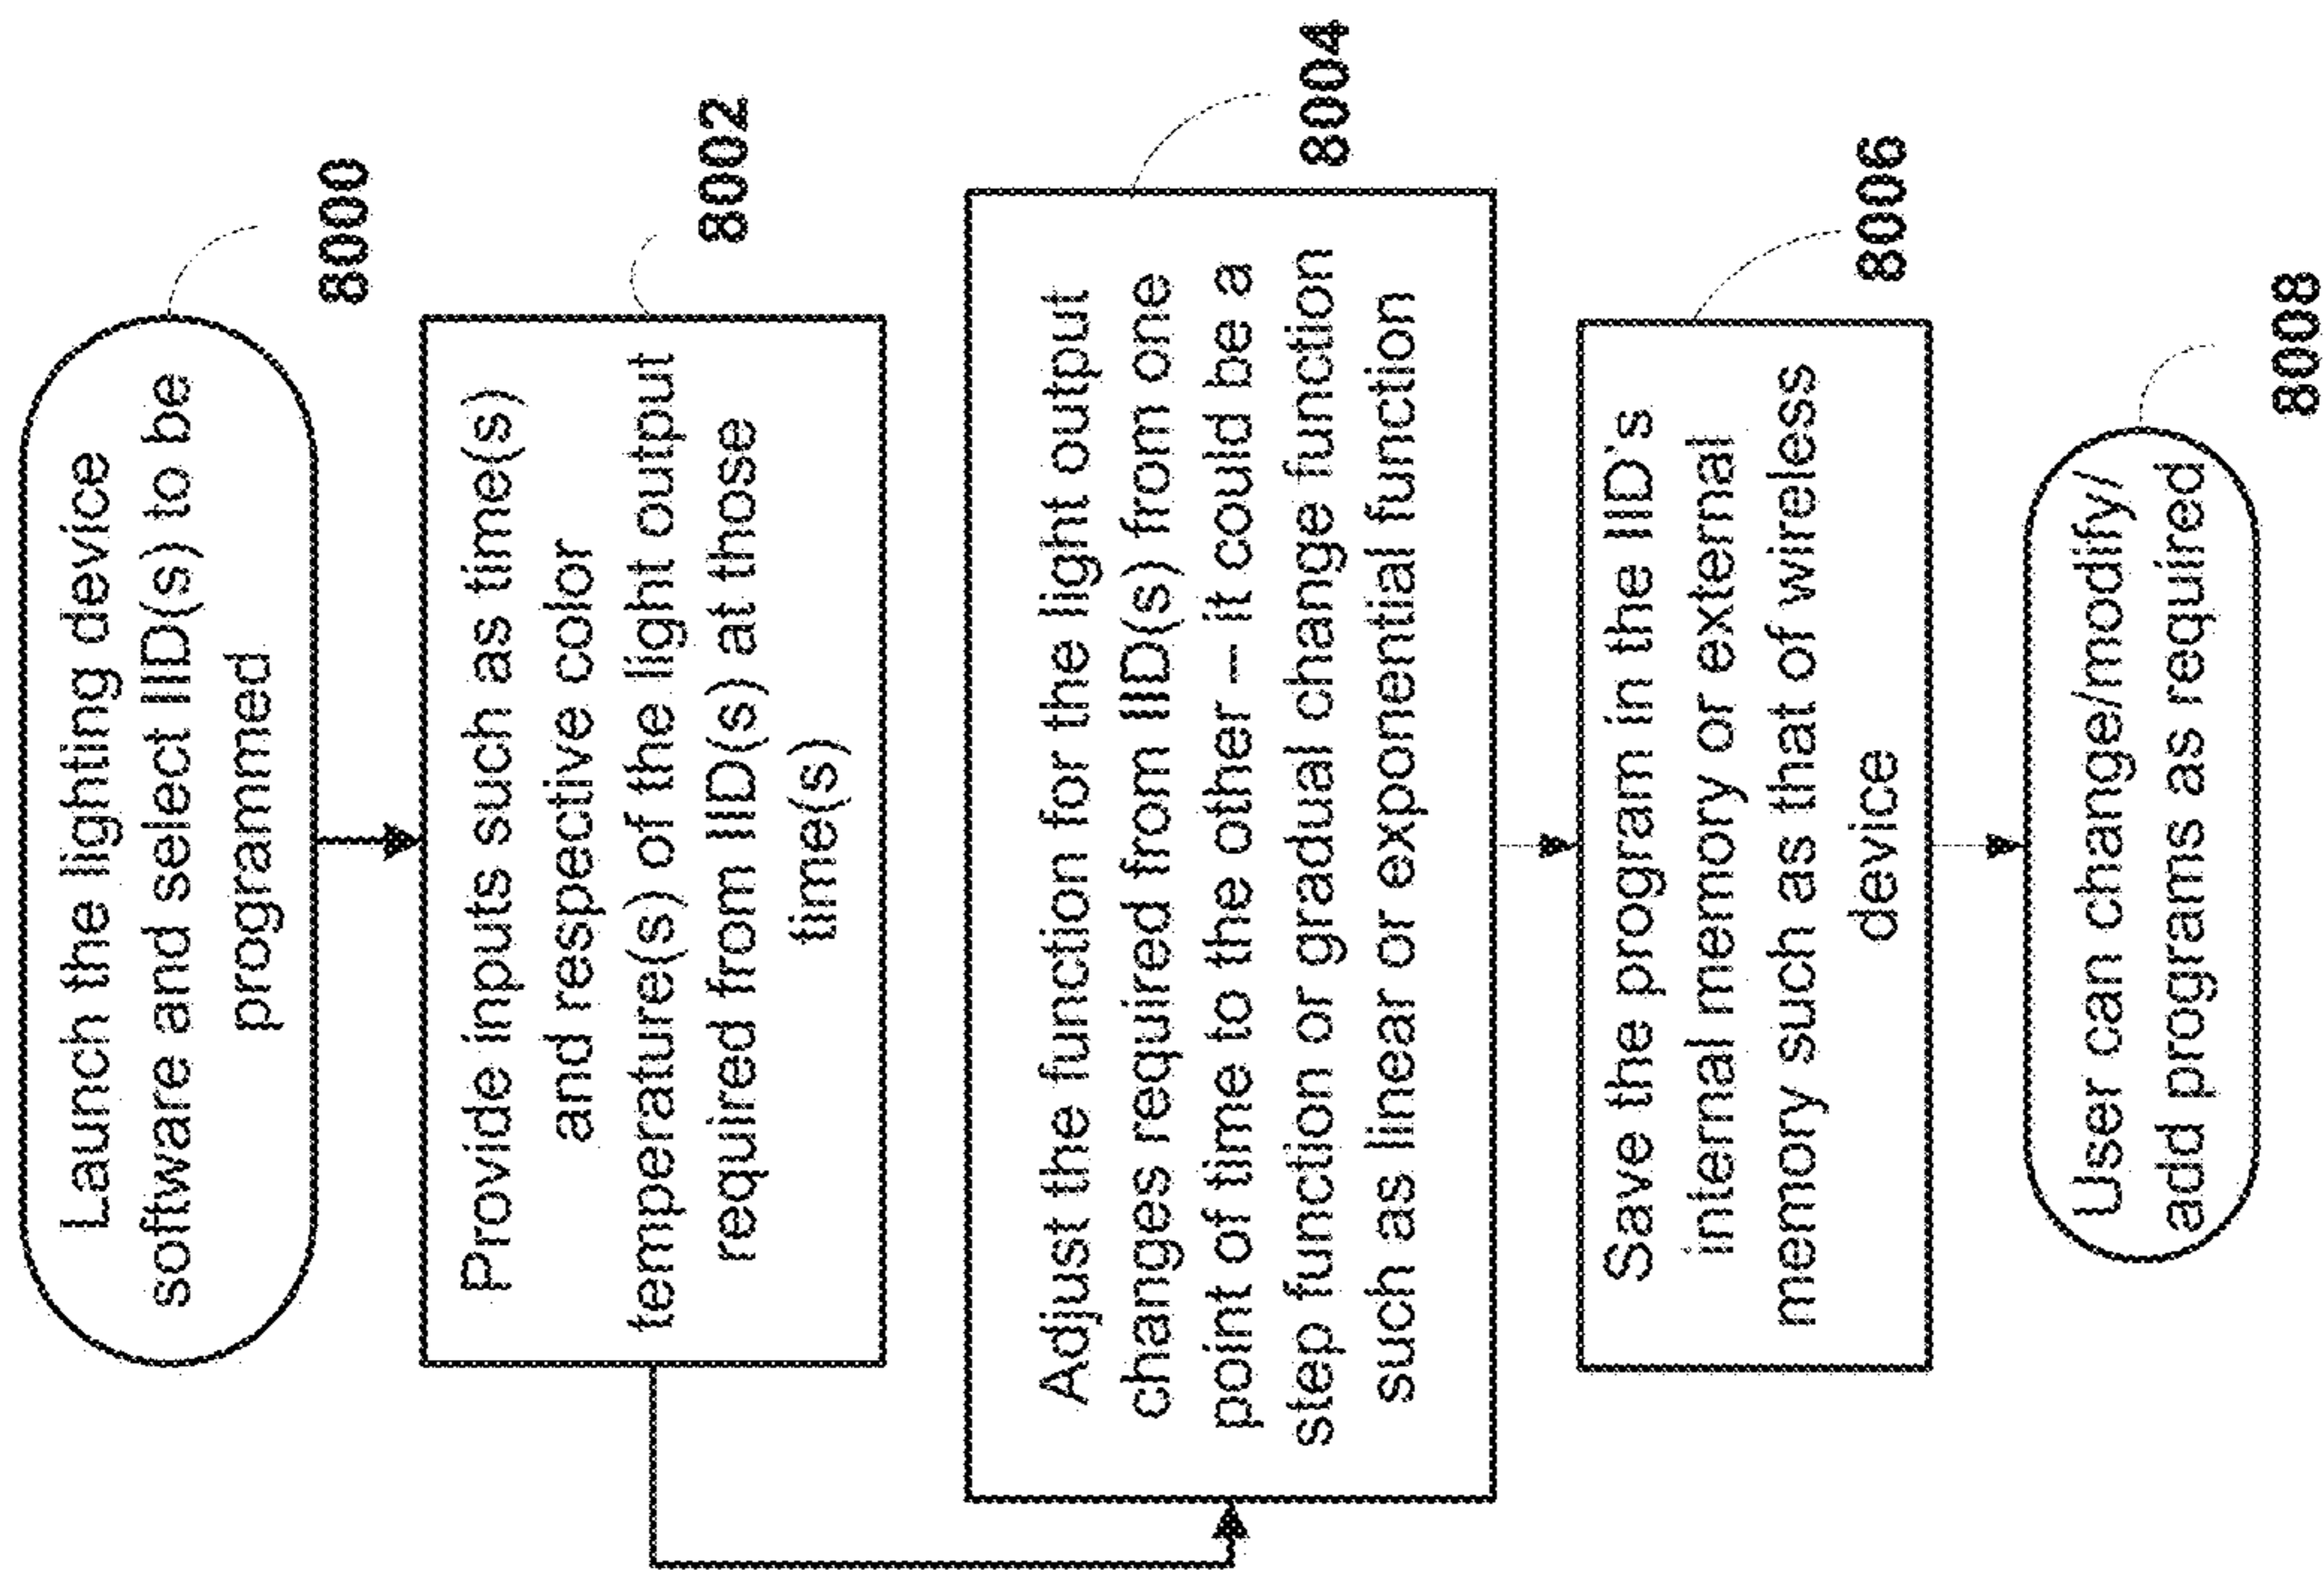 Launch the lighting device
software and select IID(s) to be
programmed
8000
Provide inputs such as time(s)
and respective color
temperature(s) of the light output
required from IID(s) at those
time(s)
8002
Adjust the function for the light output
changes required from IID(s) from one
point of time to the other – it could be a
step function or gradual change function
such as linear or exponential function
8004
Save the program in the IID's
internal memory or external
memory such as that of wireless
device
8006
User can change/modify/
add programs as required
8008